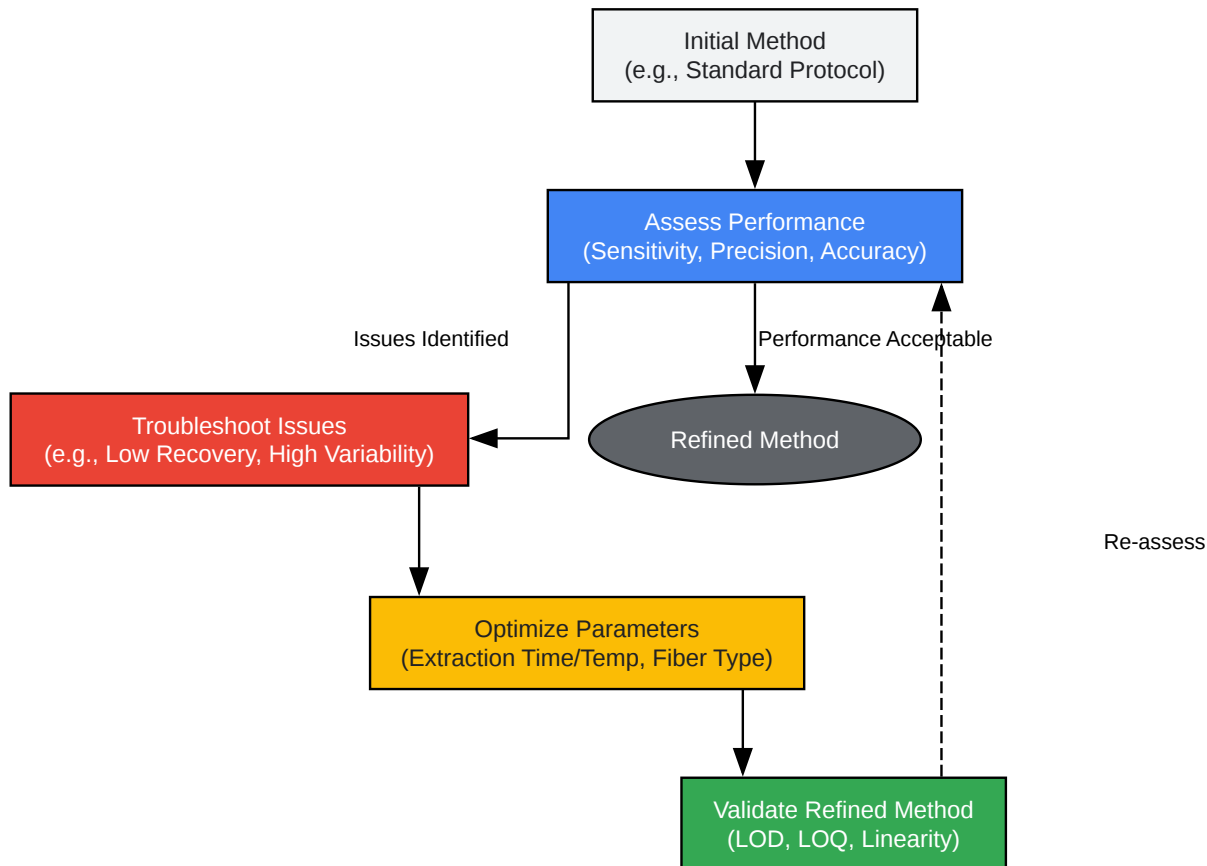 Initial Method
(e.g., Standard Protocol)
Assess Performance
(Sensitivity, Precision, Accuracy)
Issues Identified
Performance Acceptable
Troubleshoot Issues
(e.g., Low Recovery, High Variability)
Refined Method
Re-assess
Optimize Parameters
(Extraction Time/Temp, Fiber Type)
Validate Refined Method
(LOD, LOQ, Linearity)